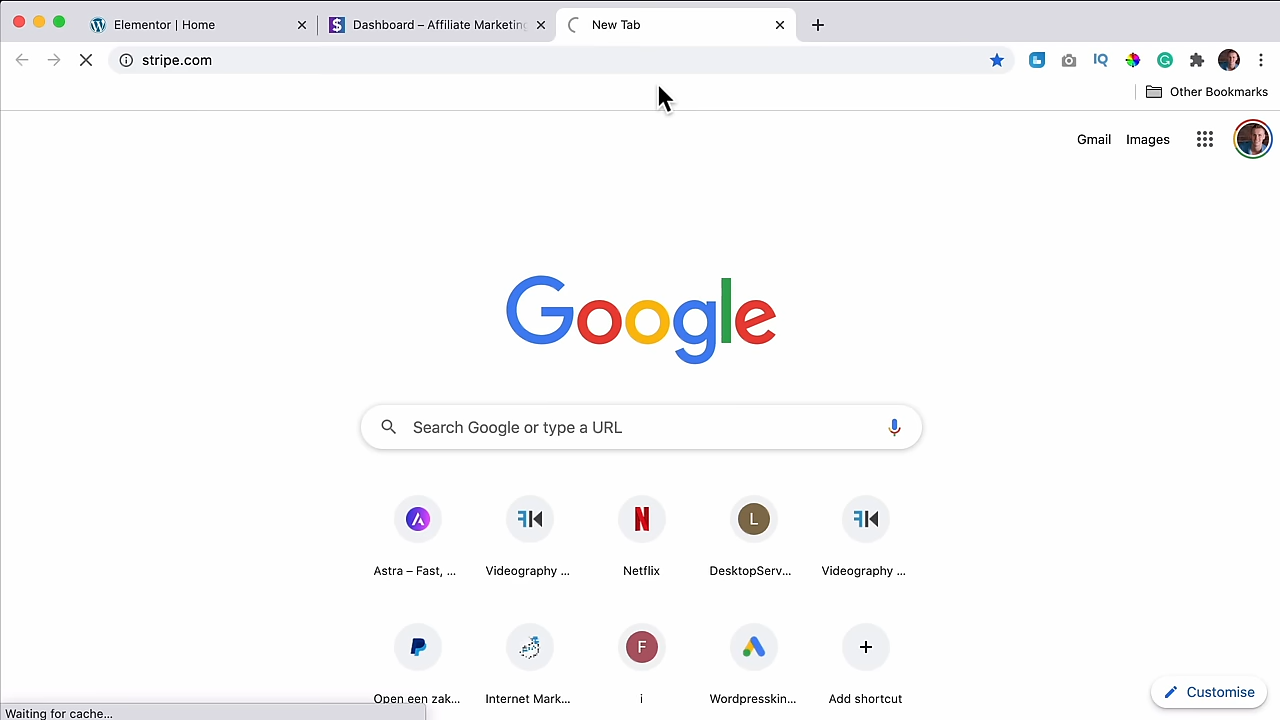 Elementor | Home
Dashboard – Affiliate Marketing
New Tab
stripe.com
IQ
Other Bookmarks
Gmail Images
Google
Search Google or type a URL
L
Astra – Fast, ... Videography ... Netflix DesktopServ... Videography ...
F
Open een zak... Internet Mark... i Wordpresskin... Add shortcut
Customise
Waiting for cache...